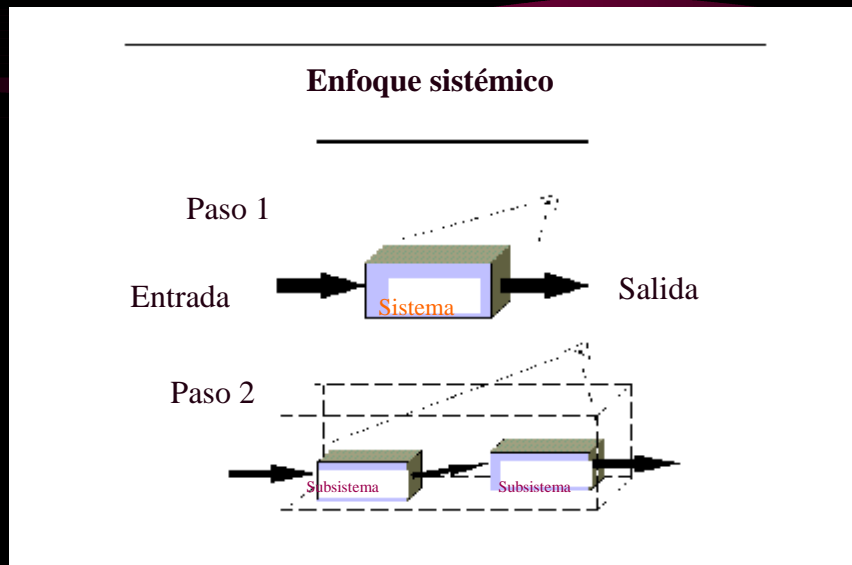 Enfoque sistémico
Paso 1
Entrada
Sistema
Salida
Paso 2
Subsistema
Subsistema